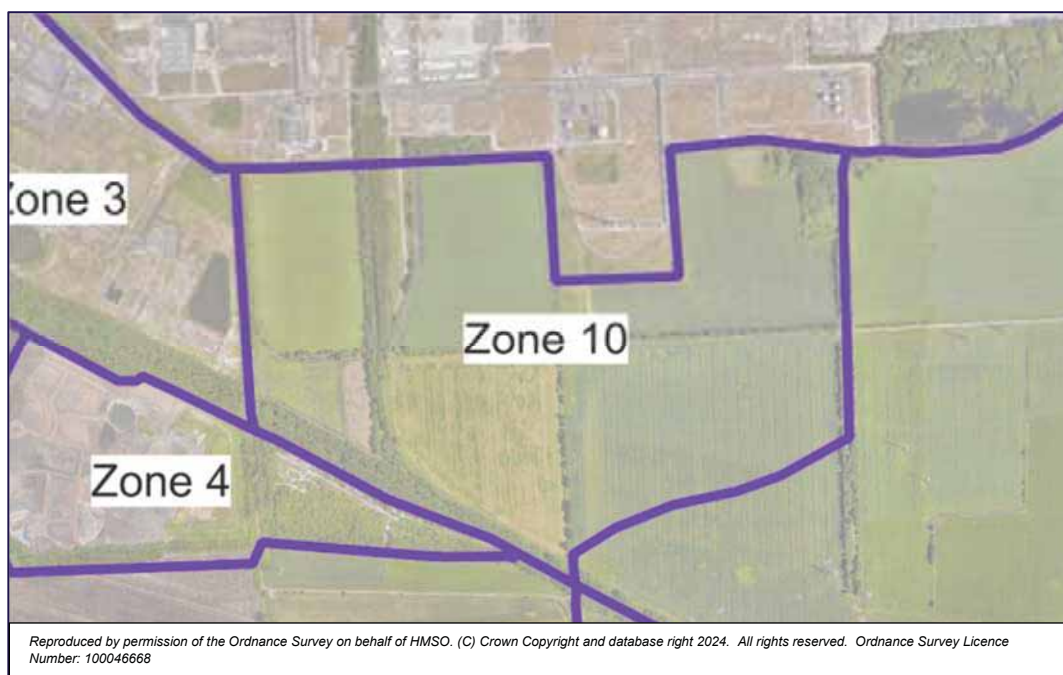 Zone 3
Zone 10
Zone 4
Reproduced by permission of the Ordnance Survey on behalf of HMSO. (C) Crown Copyright and database right 2024. All rights reserved. Ordnance Survey Licence
Number: 100046668